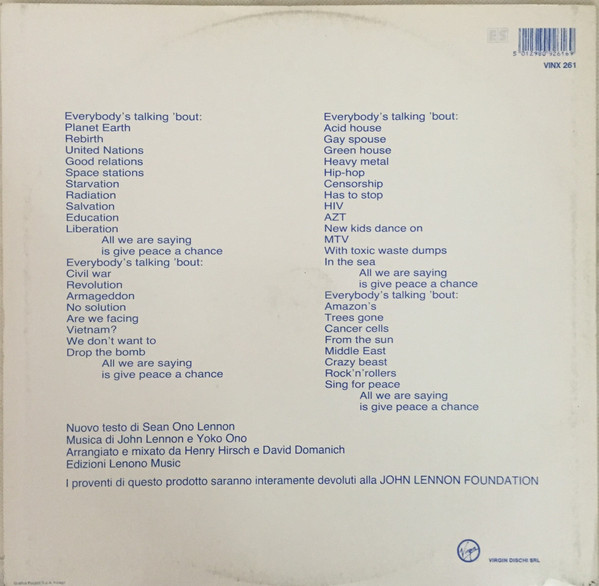 ES
VINX 261
Everybody's talking 'bout:
Planet Earth
Rebirth
United Nations
Good relations
Space stations
Starvation
Radiation
Salvation
Education
Liberation
All we are saying
is give peace a chance
Everybody's talking 'bout:
Civil war
Revolution
Armageddon
No solution
Are we facing
Vietnam?
We don't want to
Drop the bomb
All we are saying
is give peace a chance
Everybody's talking 'bout:
Acid house
Gay spouse
Green house
Heavy metal
Hip-hop
Censorship
Has to stop
HIV
AZT
New kids dance on
MTV
With toxic waste dumps
In the sea
All we are saying
is give peace a chance
Everybody's talking 'bout:
Amazon's
Trees gone
Cancer cells
From the sun
Middle East
Crazy beast
Rock'n'rollers
Sing for peace
All we are saying
is give peace a chance
Nuovo testo di Sean Ono Lennon
Musica di John Lennon e Yoko Ono
Arrangiato e mixato da Henry Hirsch e David Domanich
Edizioni Lenono Music
I proventi di questo prodotto saranno interamente devoluti alla JOHN LENNON FOUNDATION
Virgin
VIRGIN DISCHI SRL